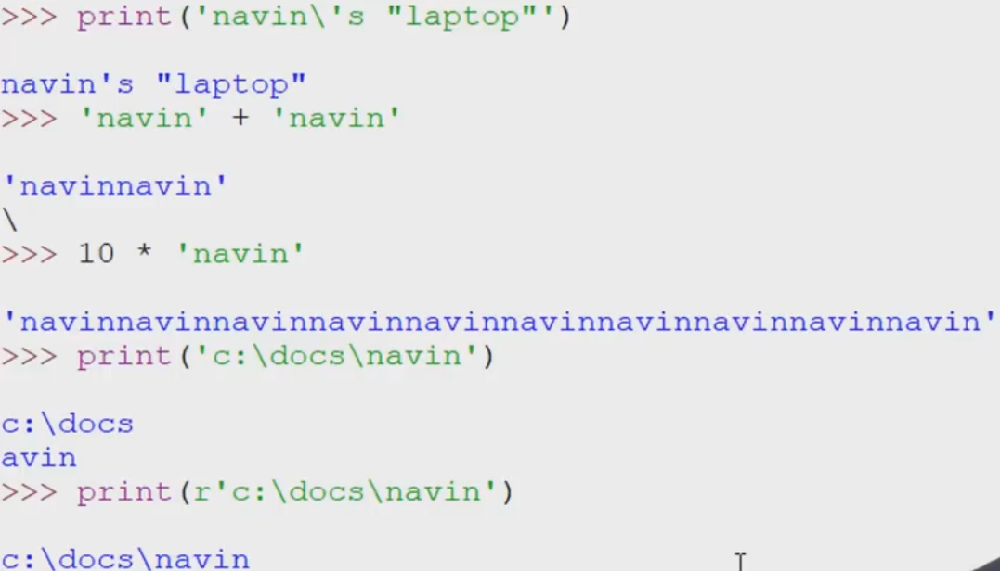 >>> print('navin\'s "laptop"')
navin's "laptop"
>>> 'navin' + 'navin'
'navinnavin'
\
>>> 10 * 'navin'
'navinnavinnavinnavinnavinnavinnavinnavinnavinnavin'
>>> print('c:\docs\navin')
c:\docs
avin
>>> print(r'c:\docs\navin')
c:\docs\navin